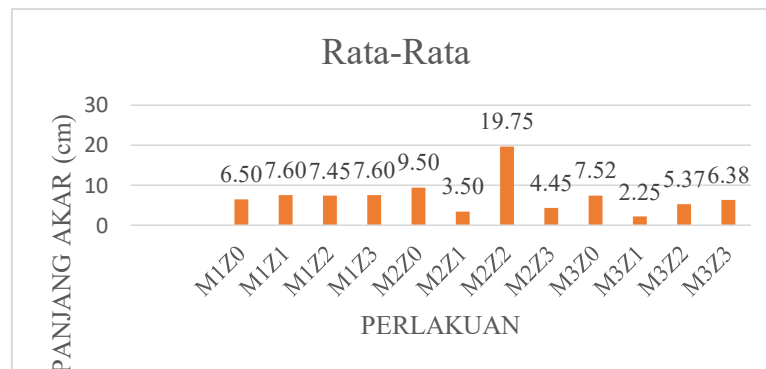 Rata-Rata
PANJANG AKAR (cm)
30
20
10
0
6.50
7.60
7.45
7.60
9.50
3.50
19.75
4.45
7.52
2.25
5.37
6.38
M1Z0
M1Z1
M1Z2
M1Z3
M2Z0
M2Z1
M2Z2
M2Z3
M3Z0
M3Z1
M3Z2
M3Z3
PERLAKUAN